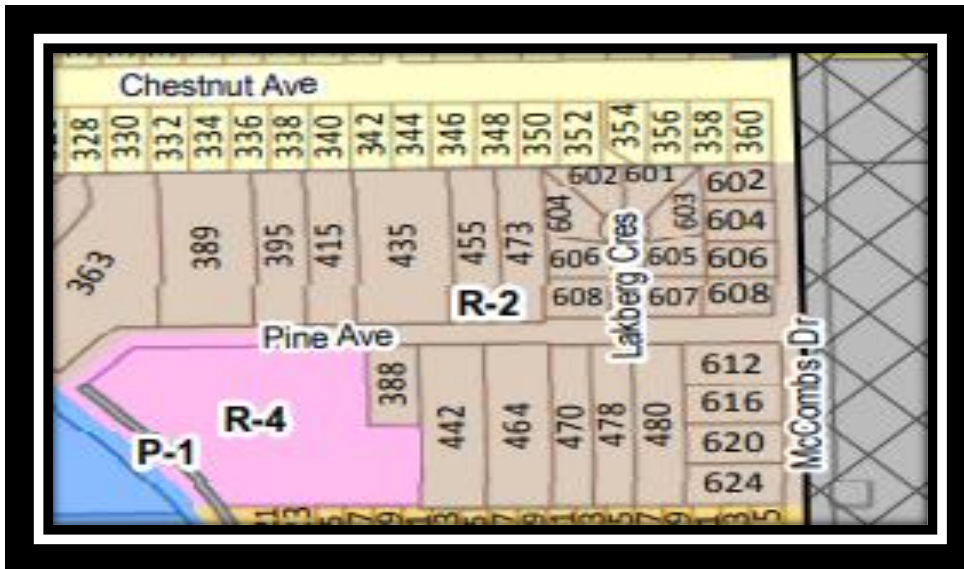 Chestnut Ave
328 330 332 334 336 338 340 342 344 346 348 350 352 354 356 358 360
602 601 602
604 603 604
363 389 395 415 435 455 473
606 605 606
608 607 608
R-2
Lakberg Cres
Pine Ave
McCombs Dr
388
612
616
R-4
442 464 470 478 480
P-1
620
624